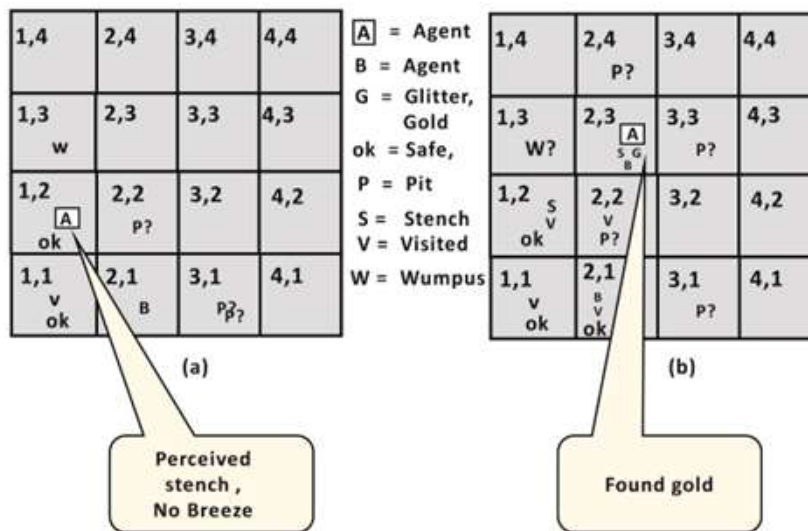 1,4 2,4 3,4 4,4
1,3 2,3 3,3 4,3
w
1,2 2,2 3,2 4,2
A
P?
ok
1,1 2,1 3,1 4,1
v
B P? P?
ok
(a)
Perceived
stench ,
No Breeze
A = Agent
B = Agent
G = Glitter,
Gold
ok = Safe,
P = Pit
S = Stench
V = Visited
W = Wumpus
1,4 2,4 3,4 4,4
P?
1,3 2,3 3,3 4,3
A
W? S G P?
B
1,2 2,2 3,2 4,2
S
V V
ok P?
1,1 2,1 3,1 4,1
B
v V P?
ok ok
(b)
Found gold